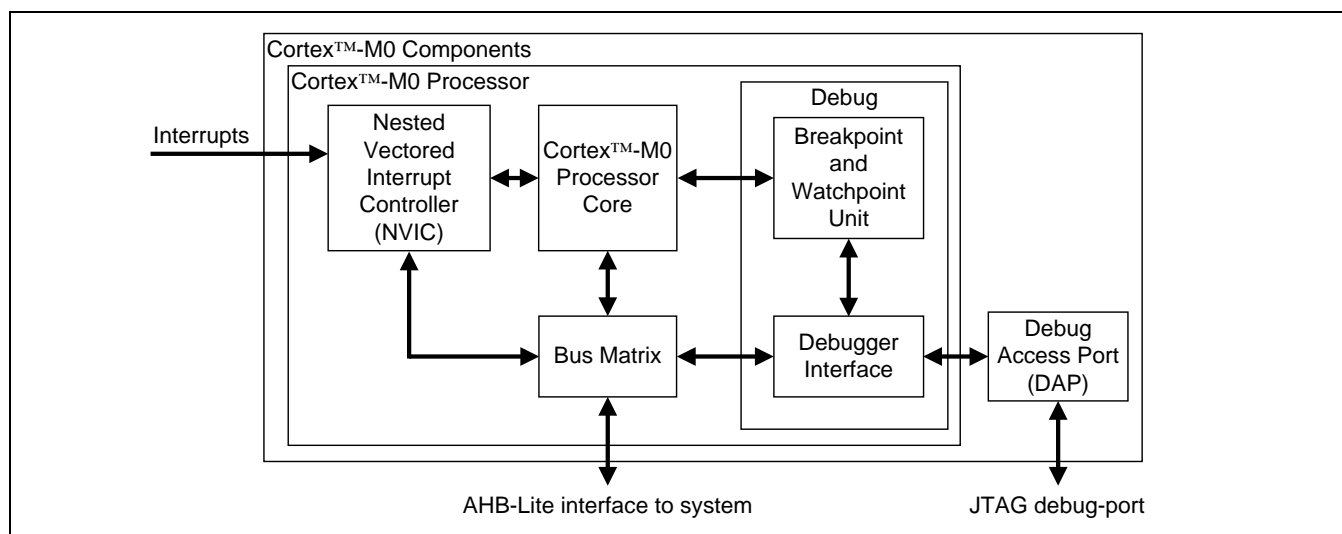 Cortex™-M0 Components
Cortex™-M0 Processor
Interrupts
Nested
Vectored
Interrupt
Controller
(NVIC)
Cortex™-M0
Processor
Core
Debug
Breakpoint
and
Watchpoint
Unit
Bus Matrix
Debugger
Interface
Debug
Access Port
(DAP)
AHB-Lite interface to system
JTAG debug-port